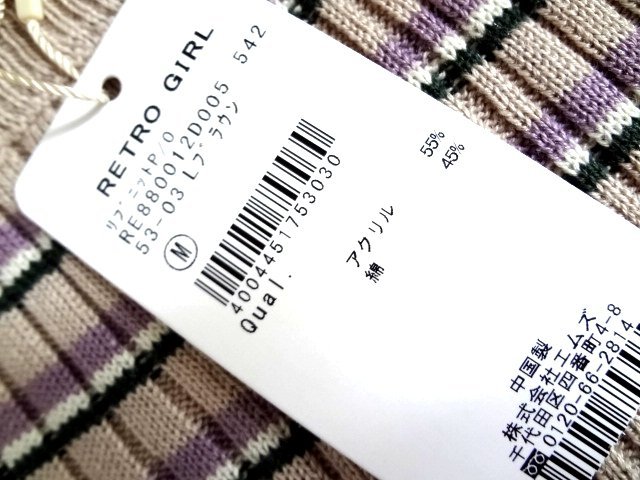 RETRO GIRL
リブニットP/O
RE880012D005 542
53-03 Lブラウン
M
4004451753030
Qual.
アクリル 55%
綿 45%
中国製
株式会社エムズ
千代田区四番町4-8
0120-66-2814